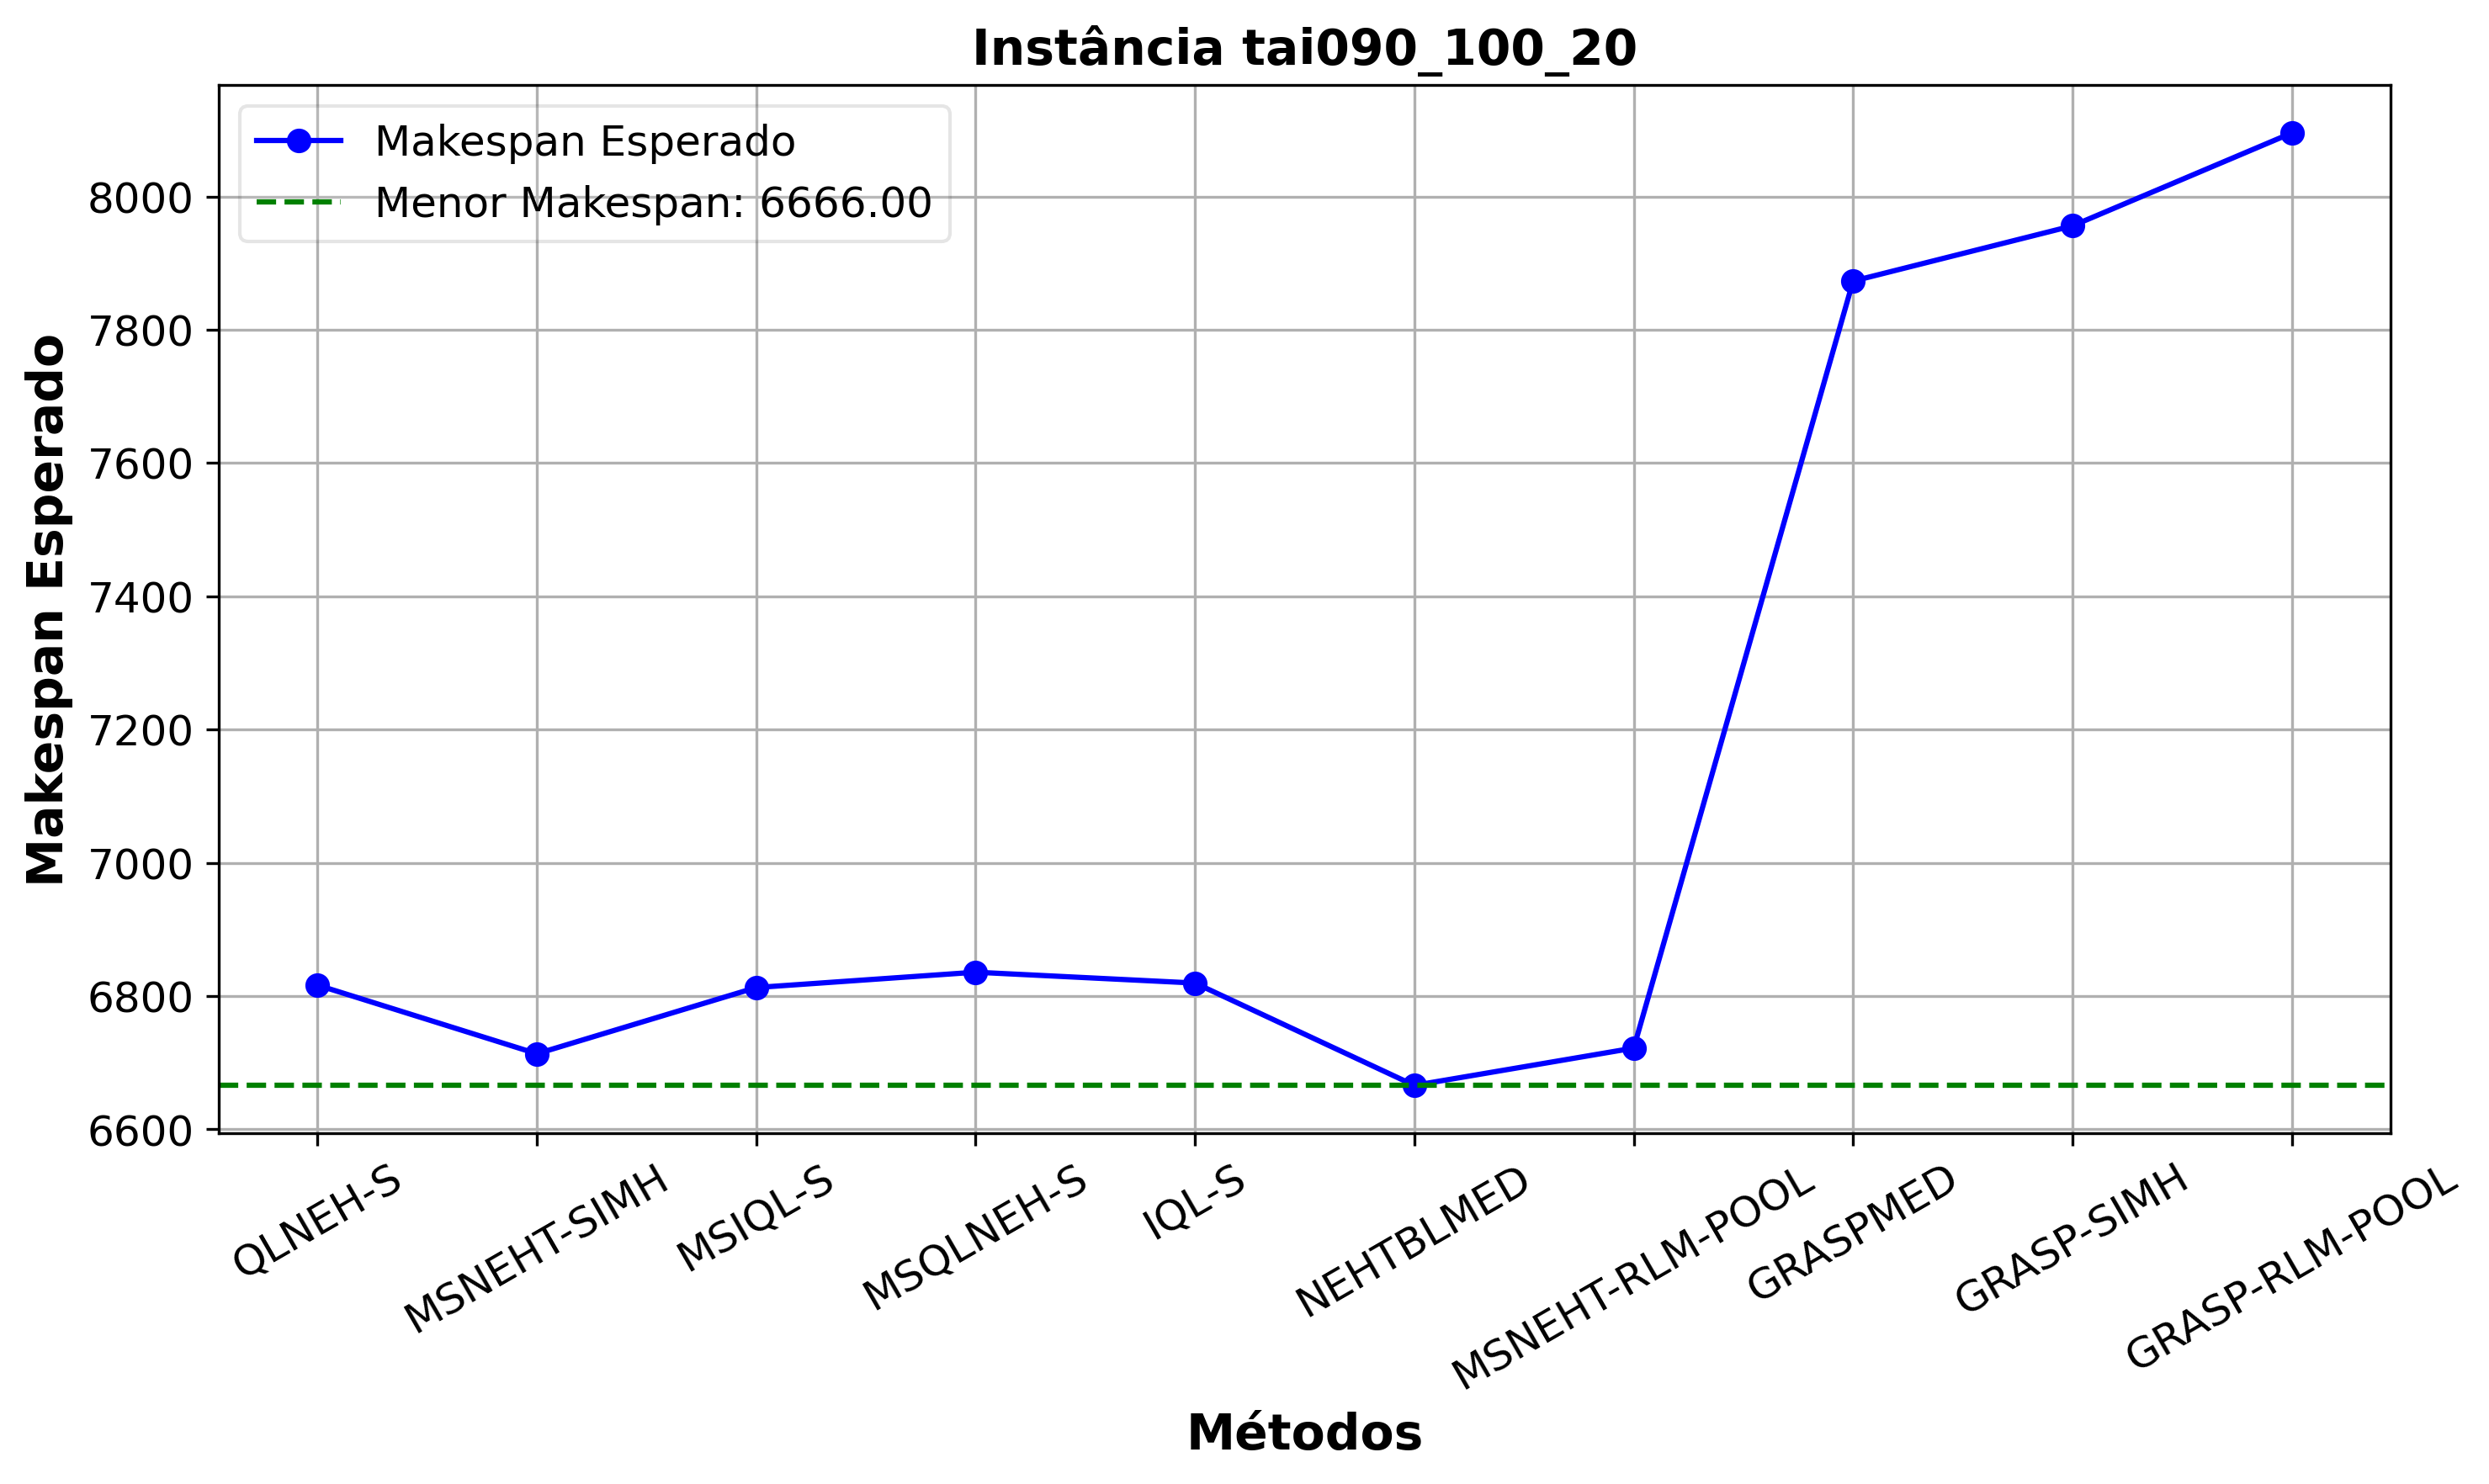 Instância tai090_100_20
Makespan Esperado
Menor Makespan: 6666.00
Makespan Esperado
8000
7800
7600
7400
7200
7000
6800
6600
QLNEH-S
MSNEHT-SIMH
MSIQL-S
MSQLNEH-S
IQL-S
NEHTBLMED
MSNEHT-RLM-POOL
GRASPMED
GRASP-SIMH
GRASP-RLM-POOL
Métodos